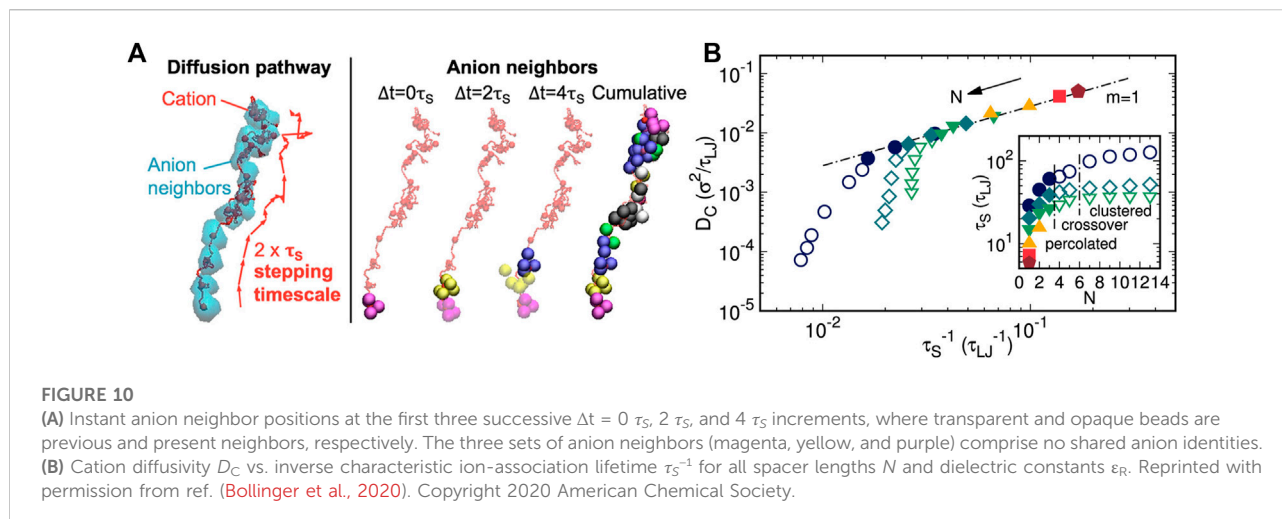 A
Diffusion pathway
Cation
Anion
neighbors
2 x τS
stepping
timescale
Anion neighbors
Δt=0τS Δt=2τS Δt=4τS Cumulative
B
DC (σ²/τLJ)
10-1
10-2
10-3
10-4
10-5
N
m=1
10-2 10-1
τS-1 (τLJ-1)
τS (τLJ)
10²
10¹
clustered
crossover
percolated
0 2 4 6 8 10 12 14
N
FIGURE 10
(A) Instant anion neighbor positions at the first three successive Δt = 0 τS, 2 τS, and 4 τS increments, where transparent and opaque beads are
previous and present neighbors, respectively. The three sets of anion neighbors (magenta, yellow, and purple) comprise no shared anion identities.
(B) Cation diffusivity DC vs. inverse characteristic ion-association lifetime τS−1 for all spacer lengths N and dielectric constants εR. Reprinted with
permission from ref. (Bollinger et al., 2020). Copyright 2020 American Chemical Society.